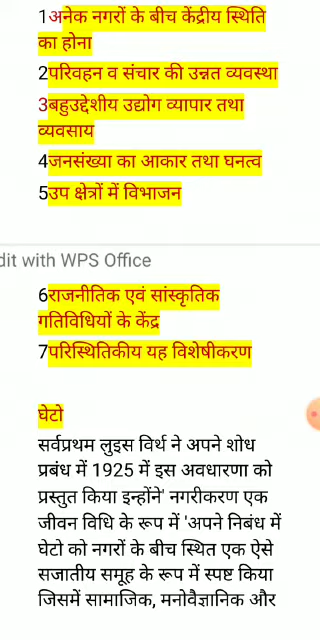 1अनेक नगरों के बीच केंद्रीय स्थिति
का होना
2परिवहन व संचार की उन्नत व्यवस्था
3बहुउद्देशीय उद्योग व्यापार तथा
व्यवसाय
4जनसंख्या का आकार तथा घनत्व
5उप क्षेत्रों में विभाजन
dit with WPS Office
6राजनीतिक एवं सांस्कृतिक
गतिविधियों के केंद्र
7परिस्थितिकीय यह विशेषीकरण
घेटो
सर्वप्रथम लुइस विर्थ ने अपने शोध
प्रबंध में 1925 में इस अवधारणा को
प्रस्तुत किया इन्होंने' नगरीकरण एक
जीवन विधि के रूप में 'अपने निबंध में
घेटो को नगरों के बीच स्थित एक ऐसे
सजातीय समूह के रूप में स्पष्ट किया
जिसमें सामाजिक, मनोवैज्ञानिक और